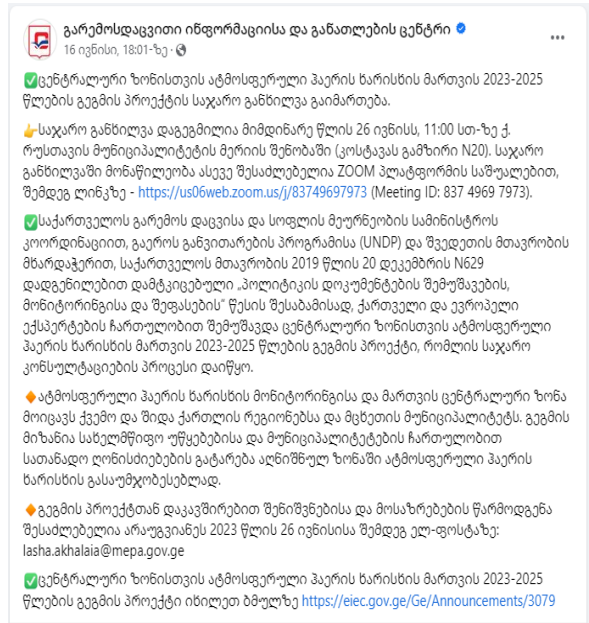 გარემოსდაცვითი ინფორმაციისა და განათლების ცენტრი
16 ივნისი, 18:01-ზე ·
✅ცენტრალური ზონისთვის ატმოსფერული ჰაერის ხარისხის მართვის 2023-2025
წლების გეგმის პროექტის საჯარო განხილვა გაიმართება.
👉საჯარო განხილვა დაგეგმილია მიმდინარე წლის 26 ივნისს, 11:00 სთ-ზე ქ.
რუსთავის მუნიციპალიტეტის მერიის შენობაში (კოსტავას გამზირი N20). საჯარო
განხილვაში მონაწილეობა ასევე შესაძლებელია ZOOM პლატფორმის საშუალებით,
შემდეგ ლინკზე - https://us06web.zoom.us/j/83749697973 (Meeting ID: 837 4969 7973).
✅საქართველოს გარემოს დაცვისა და სოფლის მეურნეობის სამინისტროს
კოორდინაციით, გაეროს განვითარების პროგრამისა (UNDP) და შვედეთის მთავრობის
მხარდაჭერით, საქართველოს მთავრობის 2019 წლის 20 დეკემბრის N629
დადგენილებით დამტკიცებული „პოლიტიკის დოკუმენტების შემუშავების,
მონიტორინგისა და შეფასების“ წესის შესაბამისად, ქართველი და ევროპელი
ექსპერტების ჩართულობით შემუშავდა ცენტრალური ზონისთვის ატმოსფერული
ჰაერის ხარისხის მართვის 2023-2025 წლების გეგმის პროექტი, რომლის საჯარო
კონსულტაციების პროცესი დაიწყო.
🔸ატმოსფერული ჰაერის ხარისხის მონიტორინგისა და მართვის ცენტრალური ზონა
მოიცავს ქვემო და შიდა ქართლის რეგიონებსა და მცხეთის მუნიციპალიტეტს. გეგმის
მიზანია სახელმწიფო უწყებებისა და მუნიციპალიტეტების ჩართულობით
სათანადო ღონისძიებების გატარება აღნიშნულ ზონაში ატმოსფერული ჰაერის
ხარისხის გასაუმჯობესებლად.
🔸გეგმის პროექტთან დაკავშირებით შენიშვნებისა და მოსაზრებების წარმოდგენა
შესაძლებელია არაუგვიანეს 2023 წლის 26 ივნისისა შემდეგ ელ-ფოსტაზე:
lasha.akhalaia@mepa.gov.ge
✅ცენტრალური ზონისთვის ატმოსფერული ჰაერის ხარისხის მართვის 2023-2025
წლების გეგმის პროექტი იხილეთ ბმულზე https://eiec.gov.ge/Ge/Announcements/3079